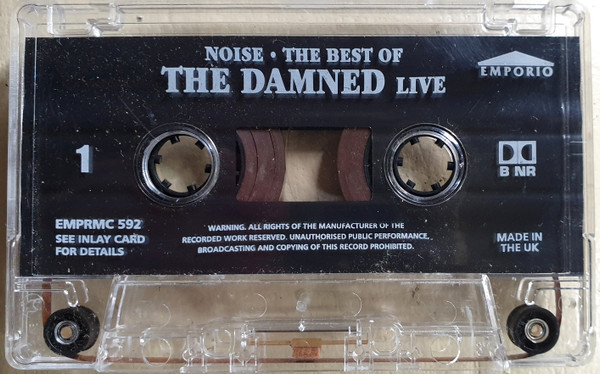 NOISE • THE BEST OF
THE DAMNED LIVE
EMPORIO
1
B NR
EMPRMC 592
SEE INLAY CARD
FOR DETAILS
WARNING. ALL RIGHTS OF THE MANUFACTURER OF THE
RECORDED WORK RESERVED. UNAUTHORISED PUBLIC PERFORMANCE,
BROADCASTING AND COPYING OF THIS RECORD PROHIBITED.
MADE IN
THE UK